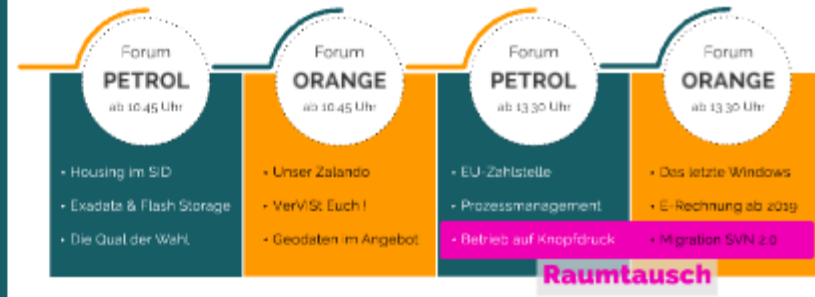 Forum
PETROL
ab 10.45 Uhr
• Housing im SID
• Exadata & Flash Storage
• Die Qual der Wahl
Forum
ORANGE
ab 10.45 Uhr
• Unser Zalando
• VerViSt Euch!
• Geodaten im Angebot
Forum
PETROL
ab 13.30 Uhr
• EU-Zahlstelle
• Prozessmanagement
• Betrieb auf Knopfdruck
Forum
ORANGE
ab 13.30 Uhr
• Das letzte Windows
• E-Rechnung ab 2019
• Migration SVN 2.0
Raumtausch